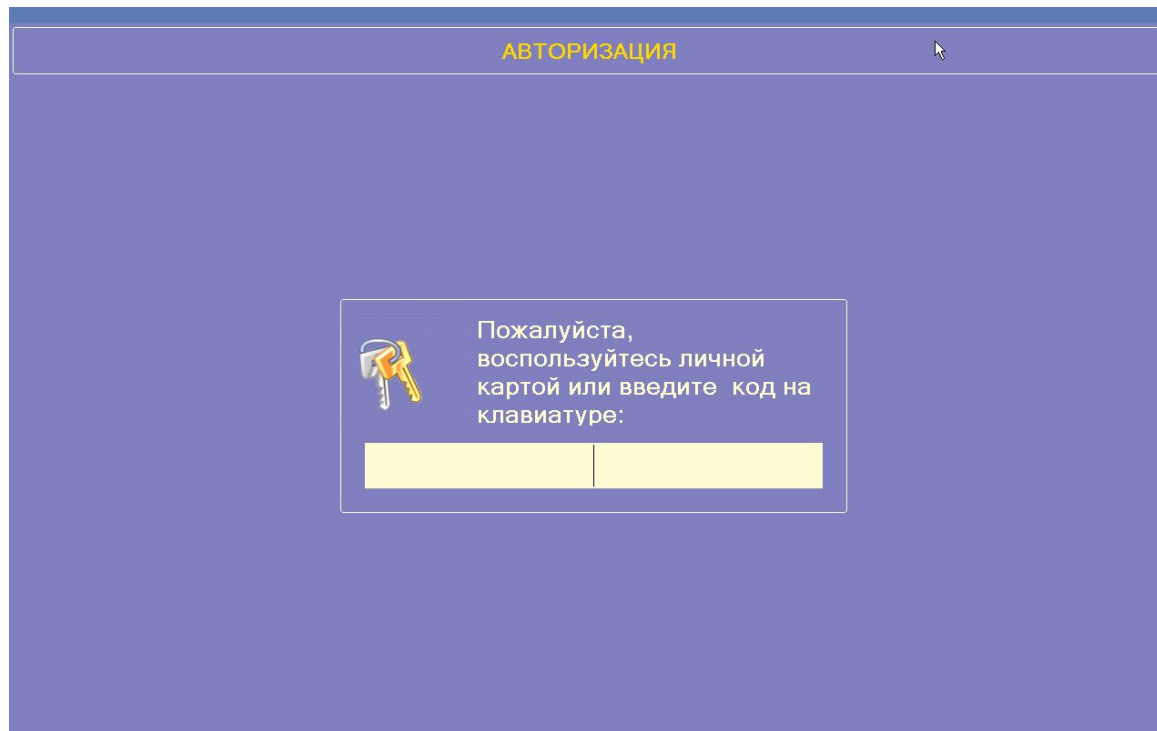 АВТОРИЗАЦИЯ
Пожалуйста,
воспользуйтесь личной
картой или введите код на
клавиатуре: